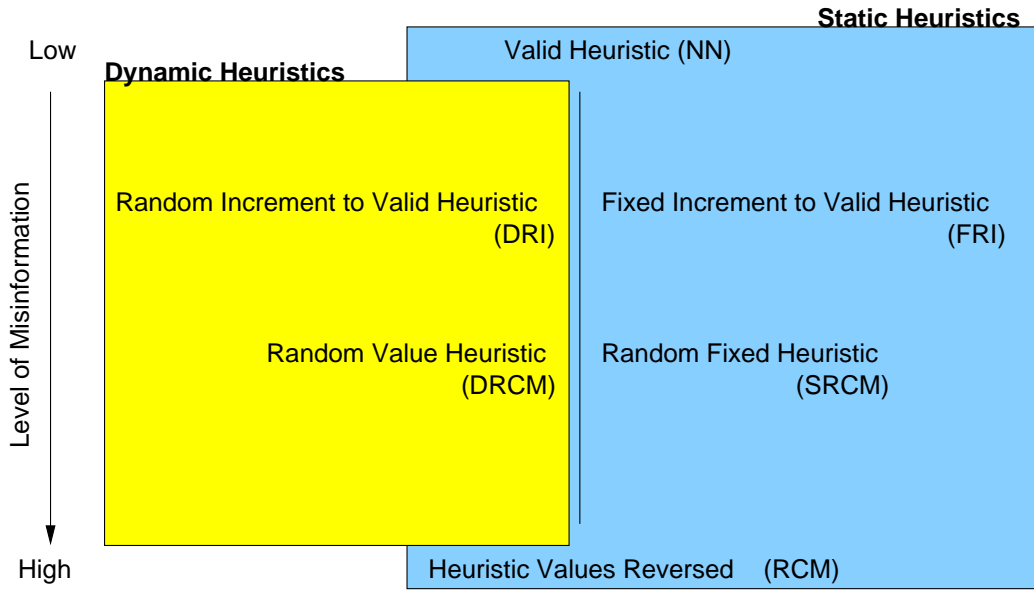 Static Heuristics
Low
Valid Heuristic (NN)
Dynamic Heuristics
Level of Misinformation
Random Increment to Valid Heuristic
(DRI)
Fixed Increment to Valid Heuristic
(FRI)
Random Value Heuristic
(DRCM)
Random Fixed Heuristic
(SRCM)
High
Heuristic Values Reversed (RCM)